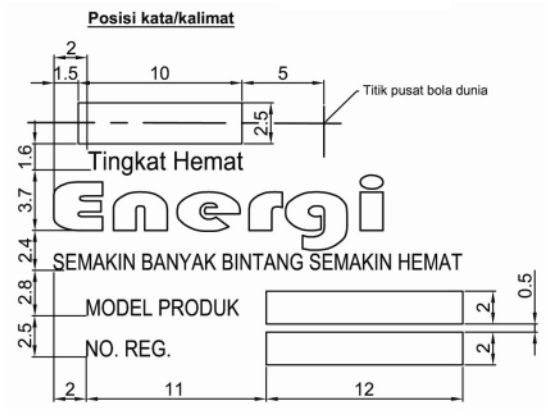 Posisi kata/kalimat
2
1.5 10 5
Titik pusat bola dunia
2.5
1.6
Tingkat Hemat
3.7
Energi
2.4
SEMAKIN BANYAK BINTANG SEMAKIN HEMAT
2.8
0.5
MODEL PRODUK
2
2.5
NO. REG.
2
2 11 12